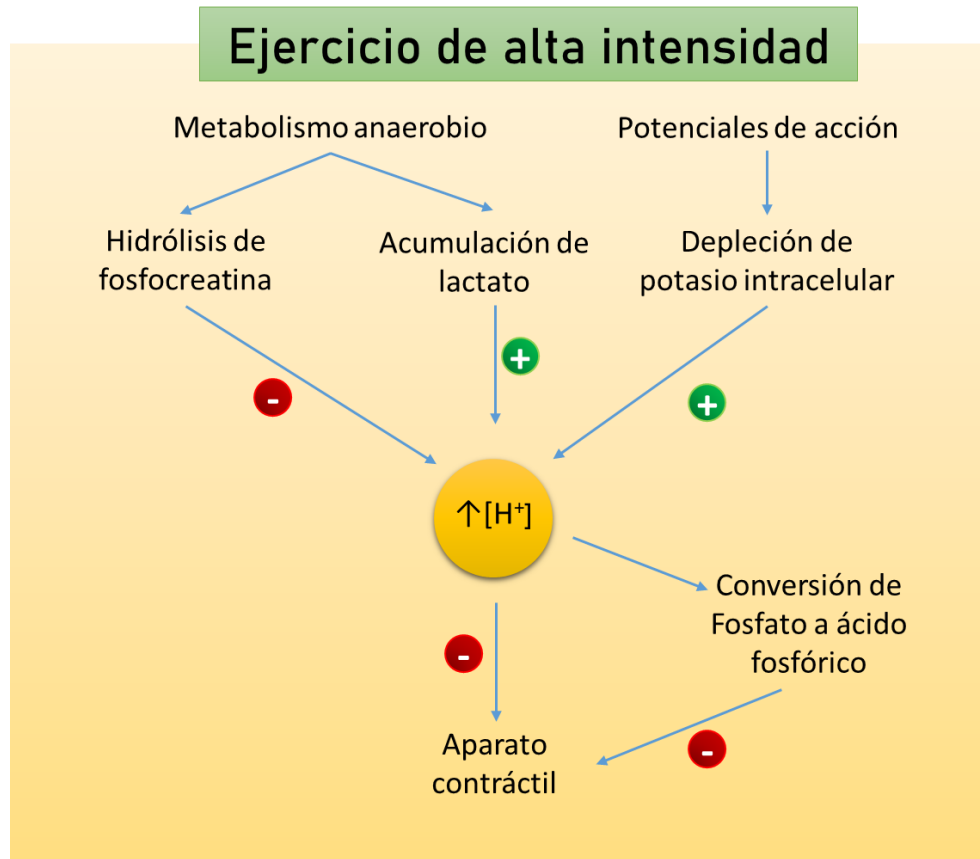 Ejercicio de alta intensidad
Metabolismo anaerobio
Potenciales de acción
Hidrólisis de
fosfocreatina
Acumulación de
lactato
Depleción de
potasio intracelular
+
-
+
↑[H⁺]
Conversión de
Fosfato a ácido
fosfórico
-
Aparato
contráctil
-